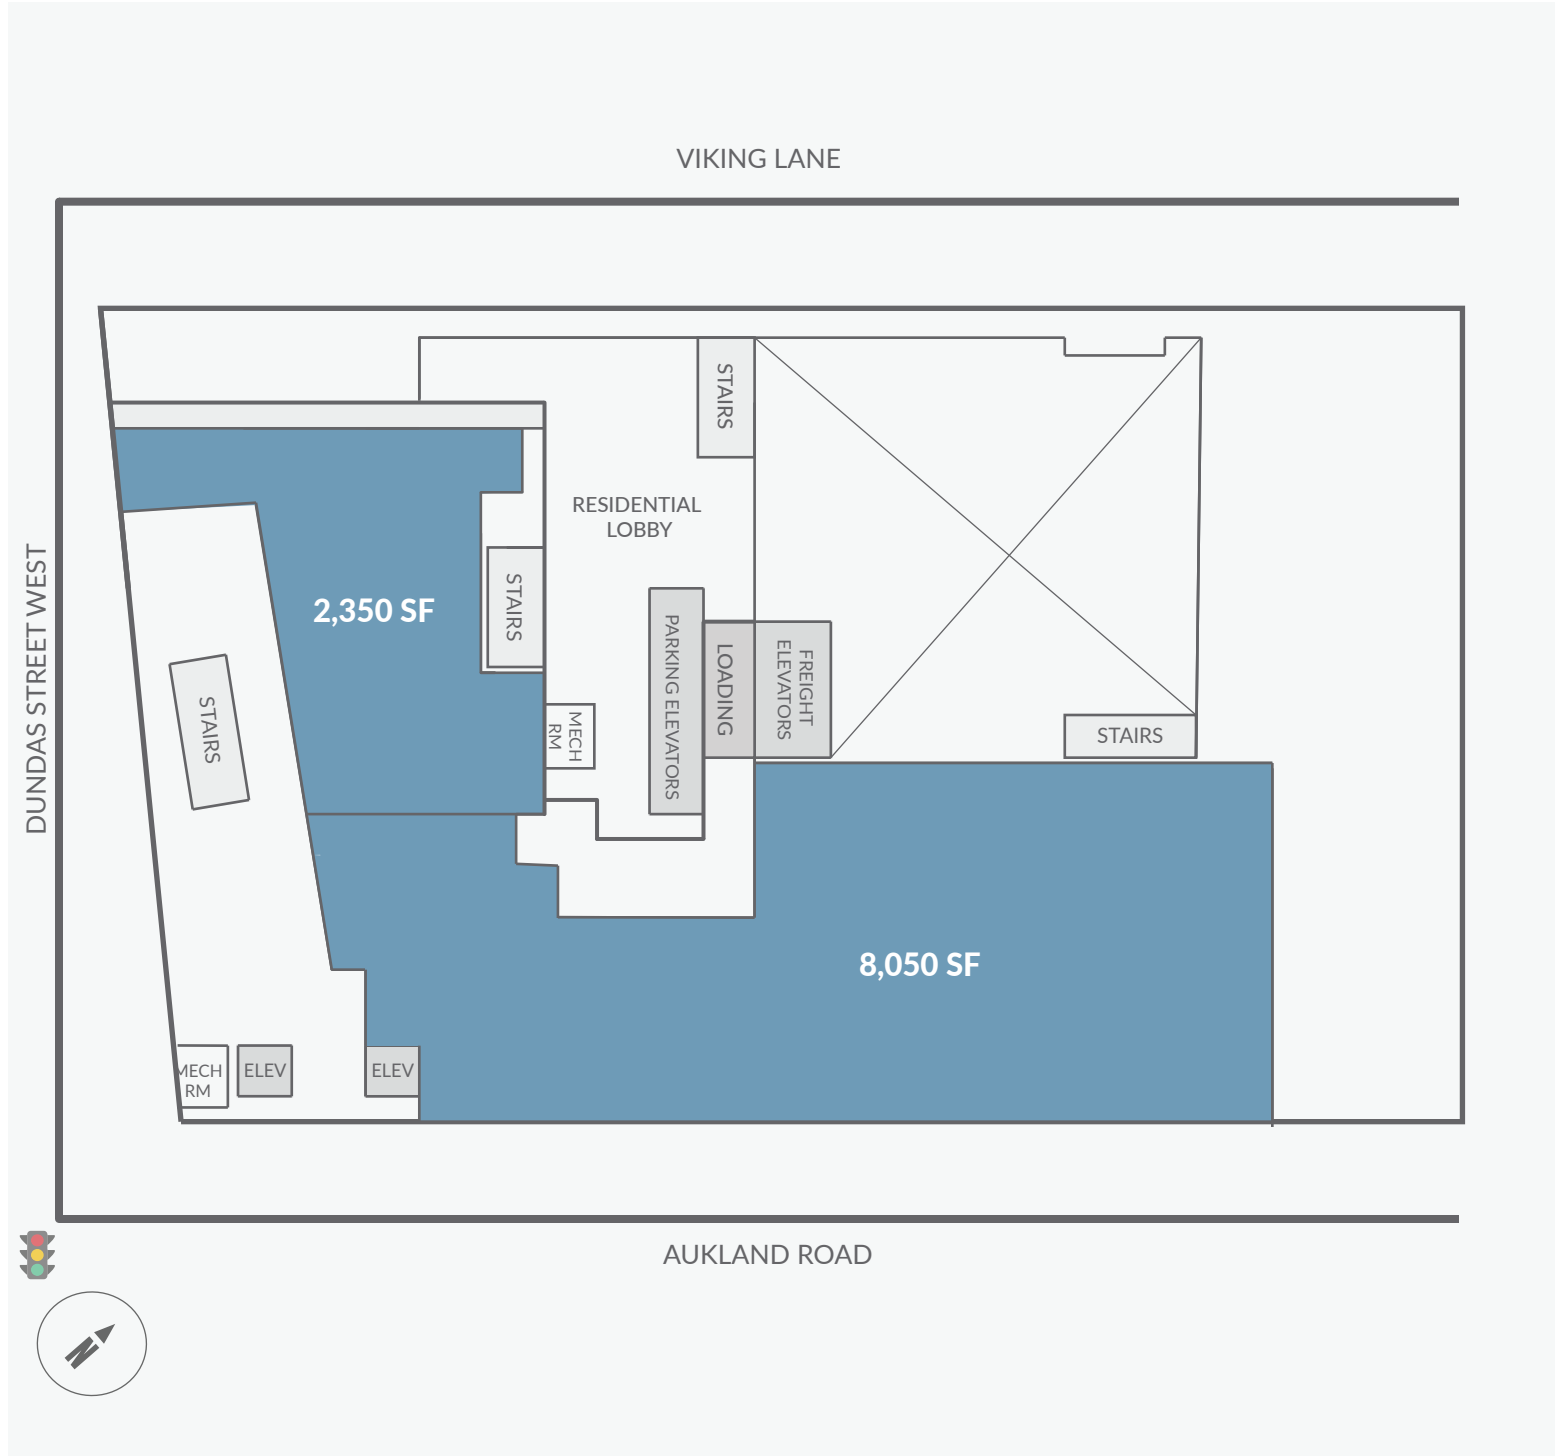 VIKING LANE
STAIRS
RESIDENTIAL
LOBBY
DUNDAS STREET WEST
2,350 SF
STAIRS
PARKING ELEVATORS
LOADING
FREIGHT
ELEVATORS
STAIRS
MECH
RM
STAIRS
8,050 SF
MECH
RM
ELEV
ELEV
AUKLAND ROAD
N